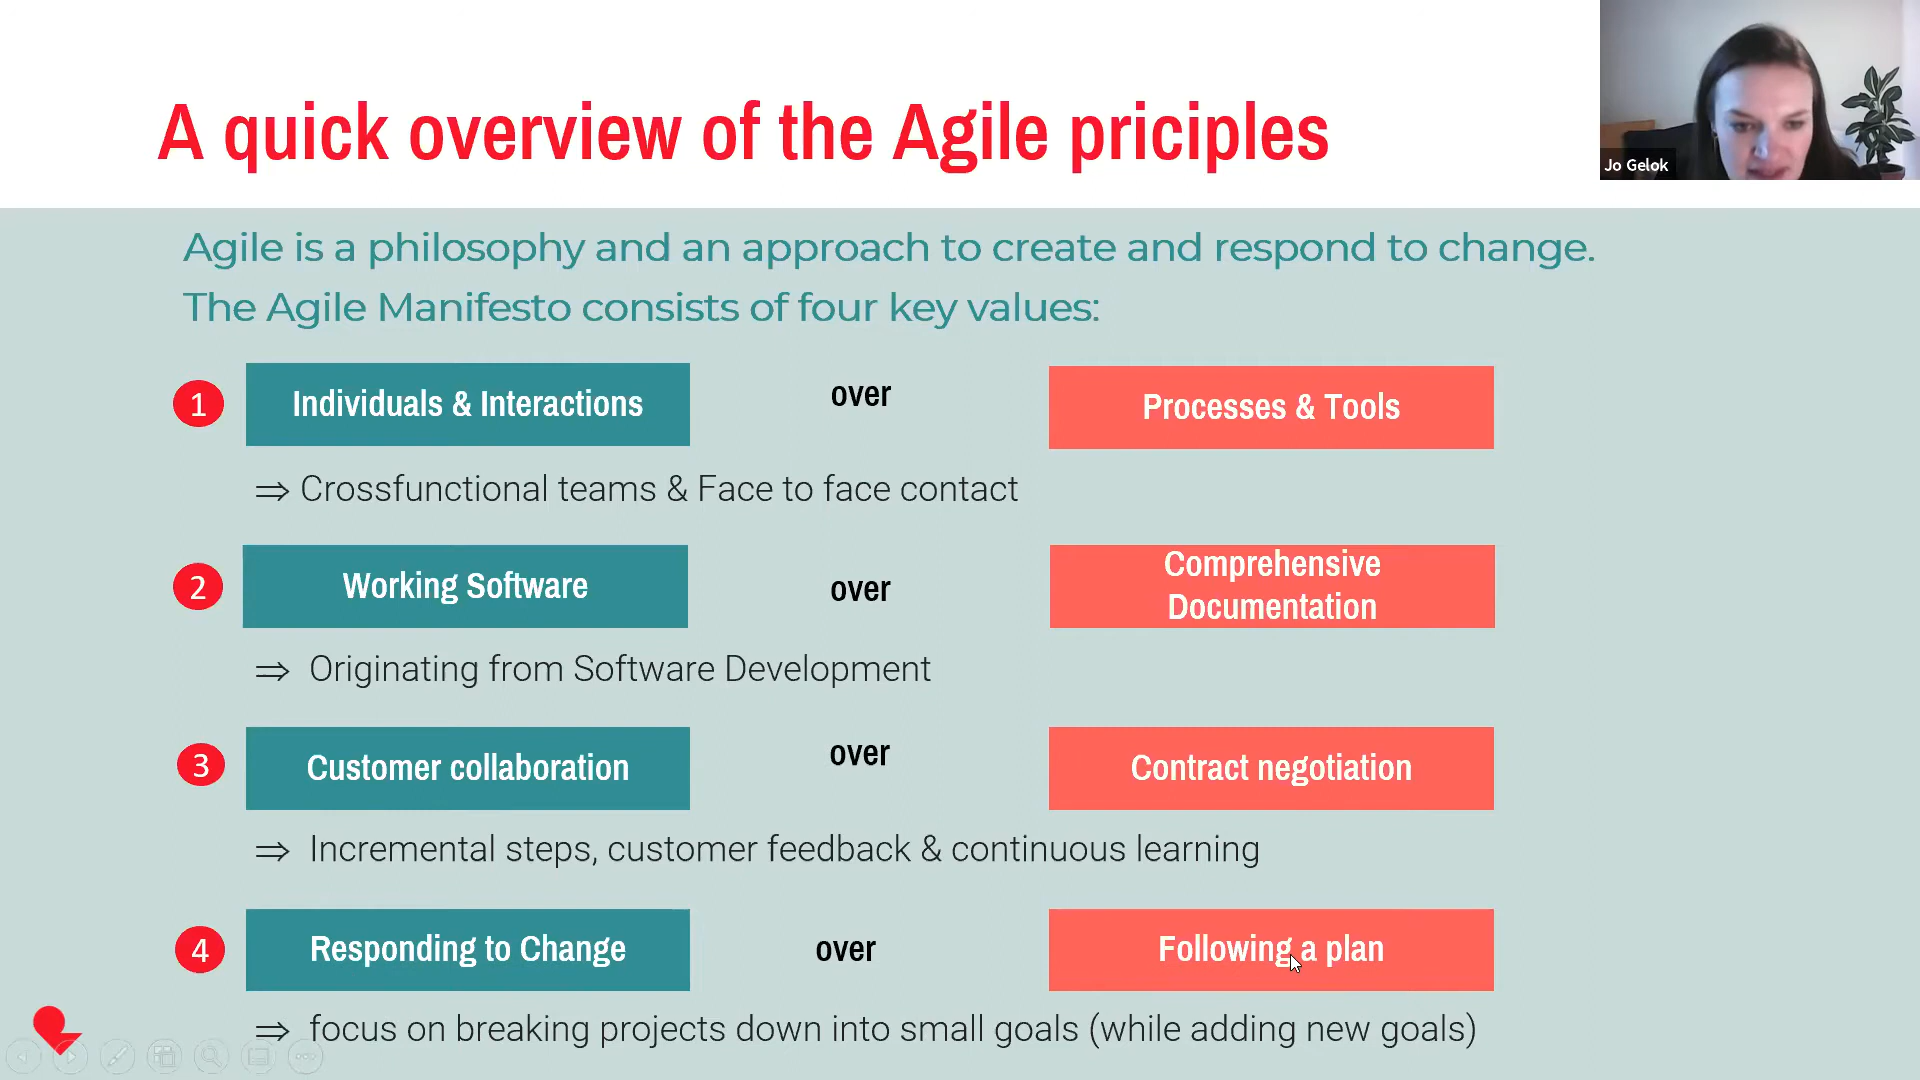 A quick overview of the Agile priciples
Jo Gelok
Agile is a philosophy and an approach to create and respond to change.
The Agile Manifesto consists of four key values:
1 Individuals & Interactions over Processes & Tools
⇒ Crossfunctional teams & Face to face contact
2 Working Software over Comprehensive
Documentation
⇒ Originating from Software Development
3 Customer collaboration over Contract negotiation
⇒ Incremental steps, customer feedback & continuous learning
4 Responding to Change over Following a plan
⇒ focus on breaking projects down into small goals (while adding new goals)